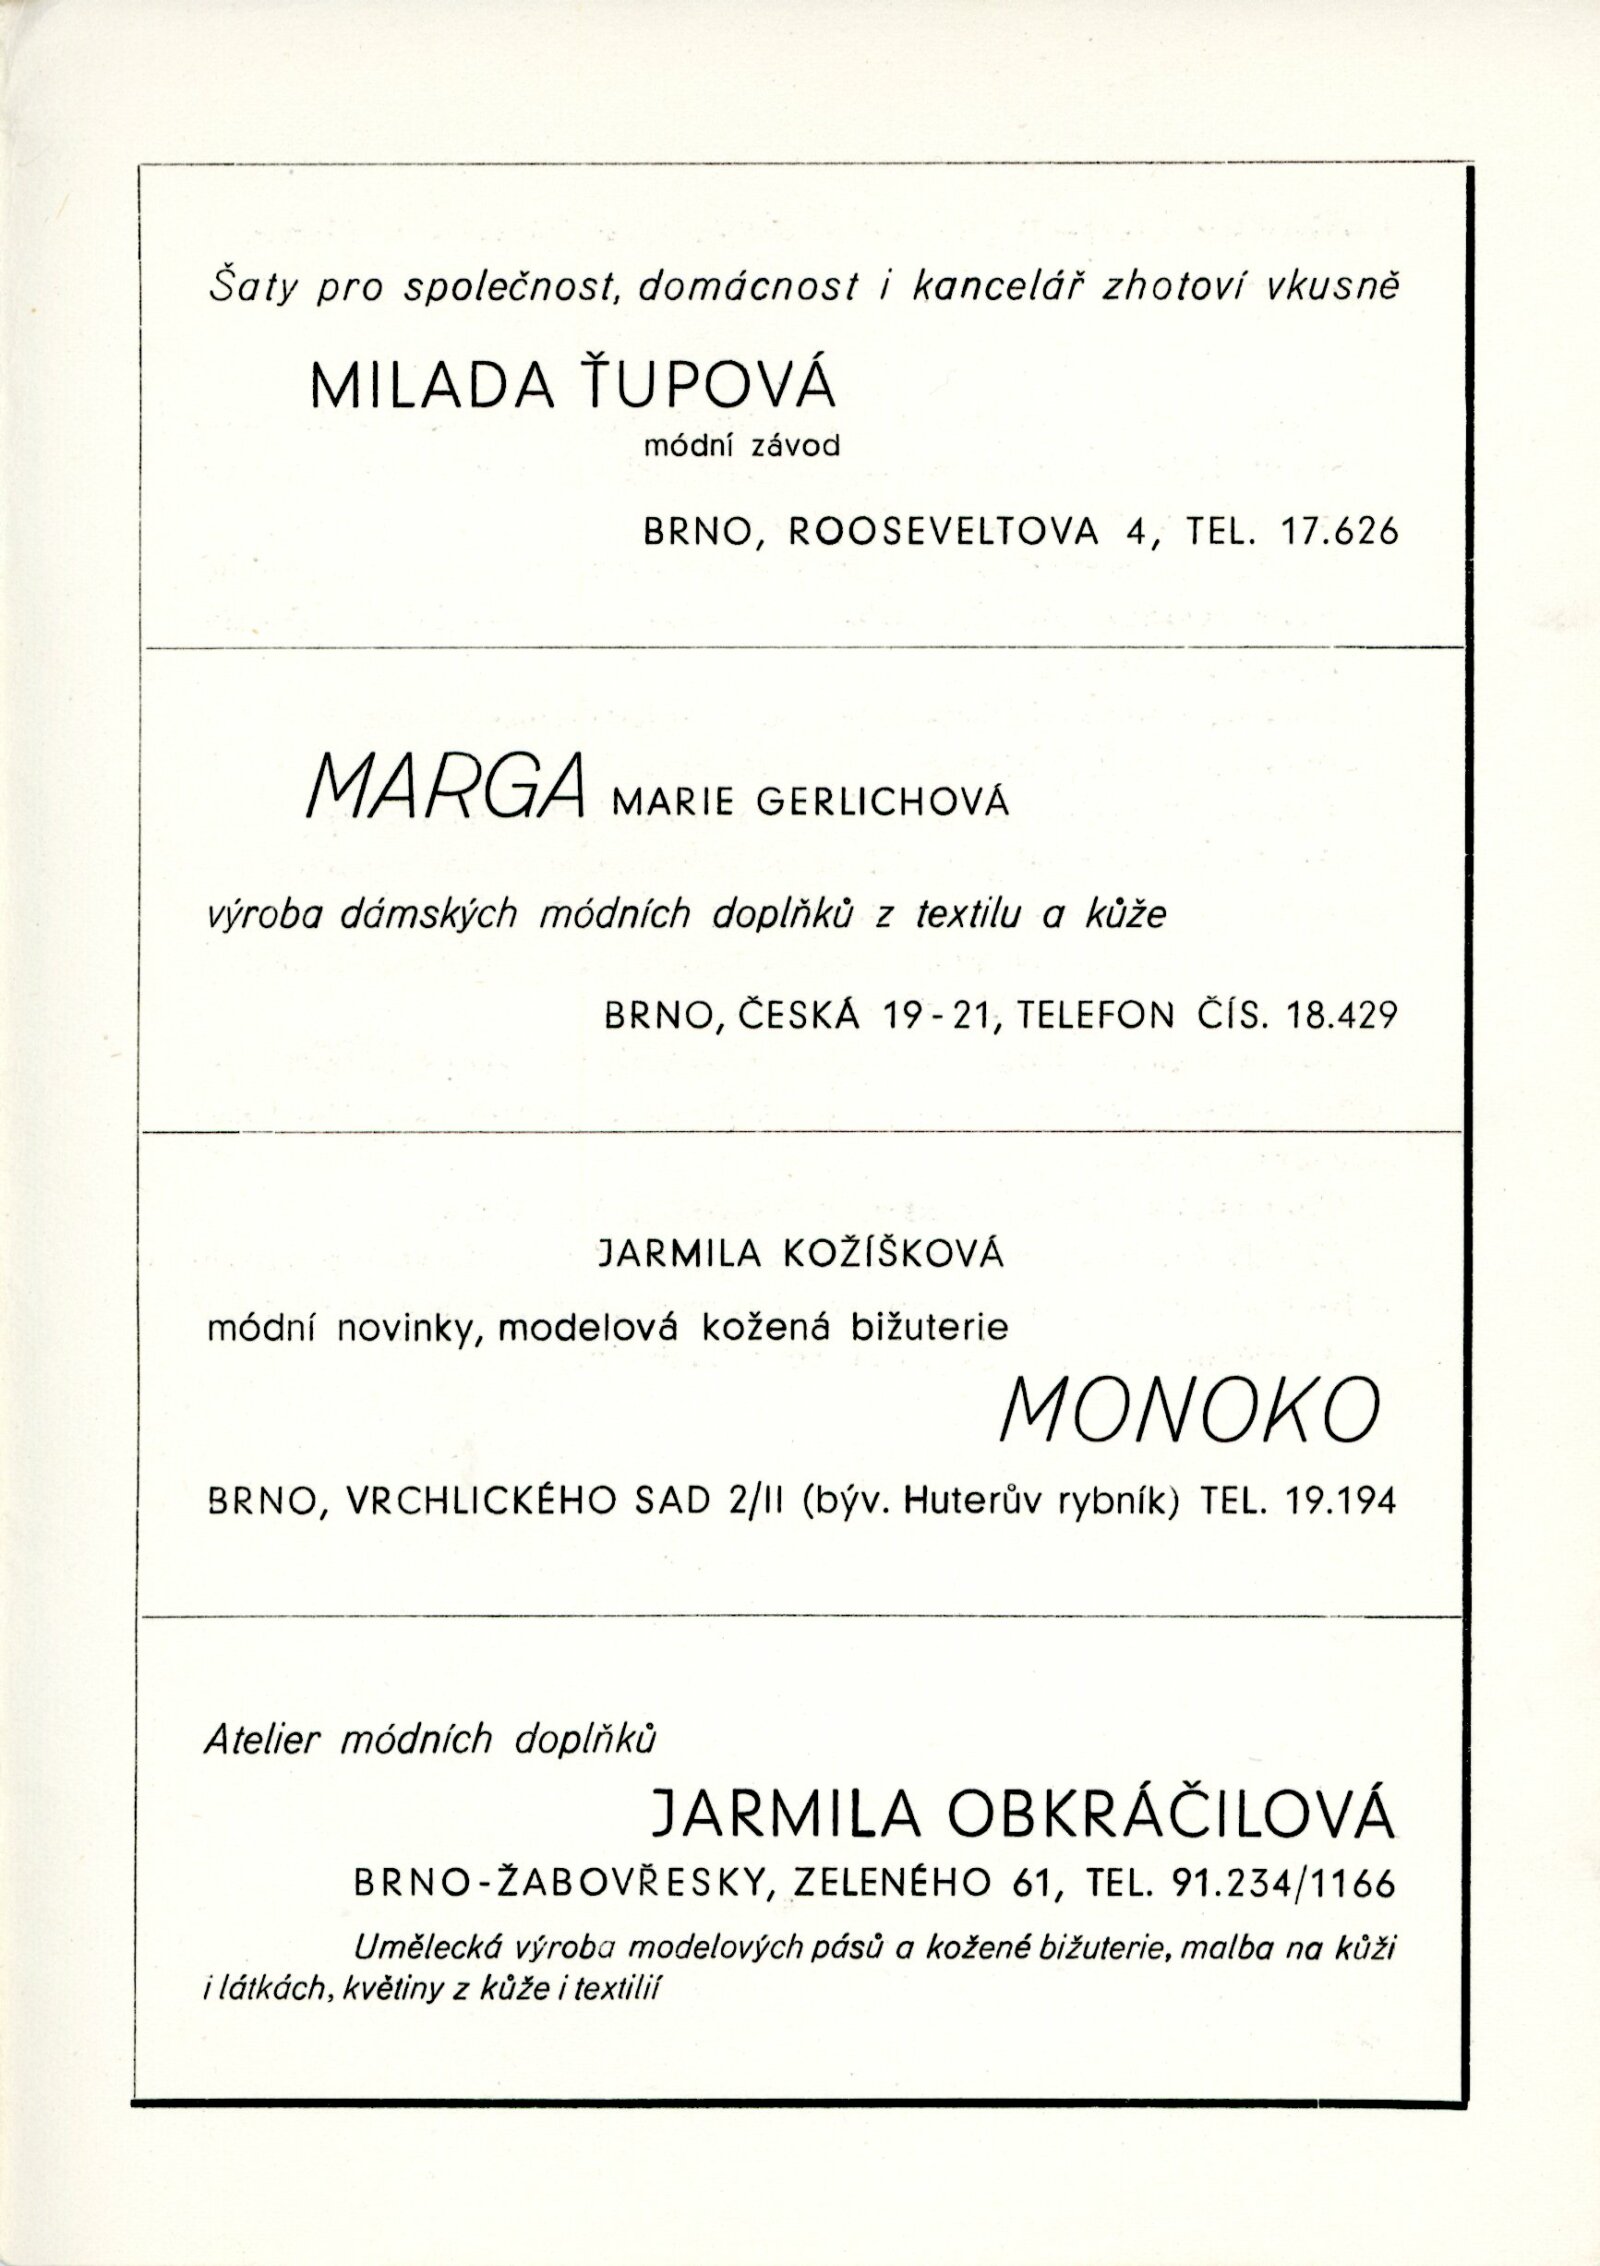 Šaty pro společnost, domácnost i kancelář zhotoví vkusně
MILADA ŤUPOVÁ
módní závod
BRNO, ROOSEVELTOVA 4, TEL. 17.626
MARGA MARIE GERLICHOVÁ
výroba dámských módních doplňků z textilu a kůže
BRNO, ČESKÁ 19-21, TELEFON ČÍS. 18.429
JARMILA KOŽÍŠKOVÁ
módní novinky, modelová kožená bižuterie
MONOKO
BRNO, VRCHLICKÉHO SAD 2/II (býv. Huterův rybník) TEL. 19.194
Atelier módních doplňků
JARMILA OBKRÁČILOVÁ
BRNO-ŽABOVŘESKY, ZELENÉHO 61, TEL. 91.234/1166
Umělecká výroba modelových pásů a kožené bižuterie, malba na kůži
i látkách, květiny z kůže i textilií